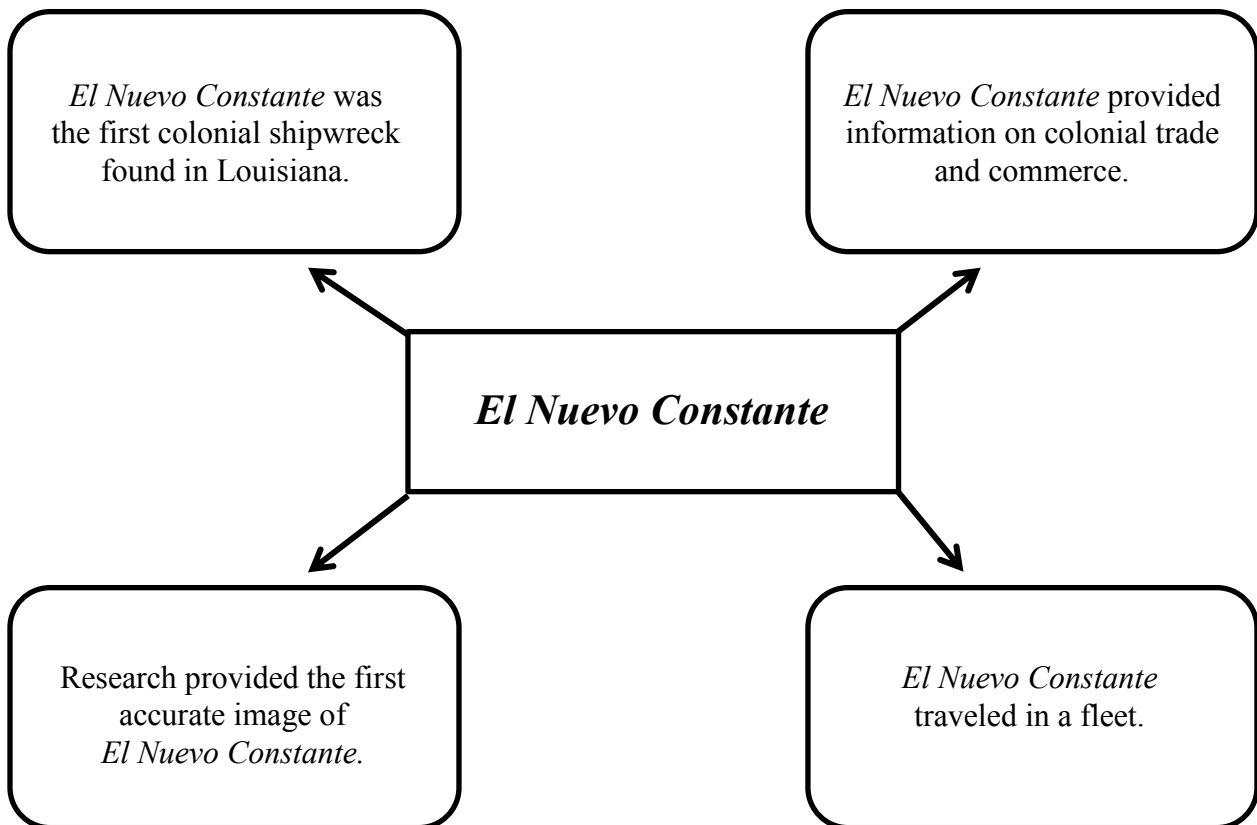 El Nuevo Constante was
the first colonial shipwreck
found in Louisiana.
El Nuevo Constante provided
information on colonial trade
and commerce.
El Nuevo Constante
Research provided the first
accurate image of
El Nuevo Constante.
El Nuevo Constante
traveled in a fleet.